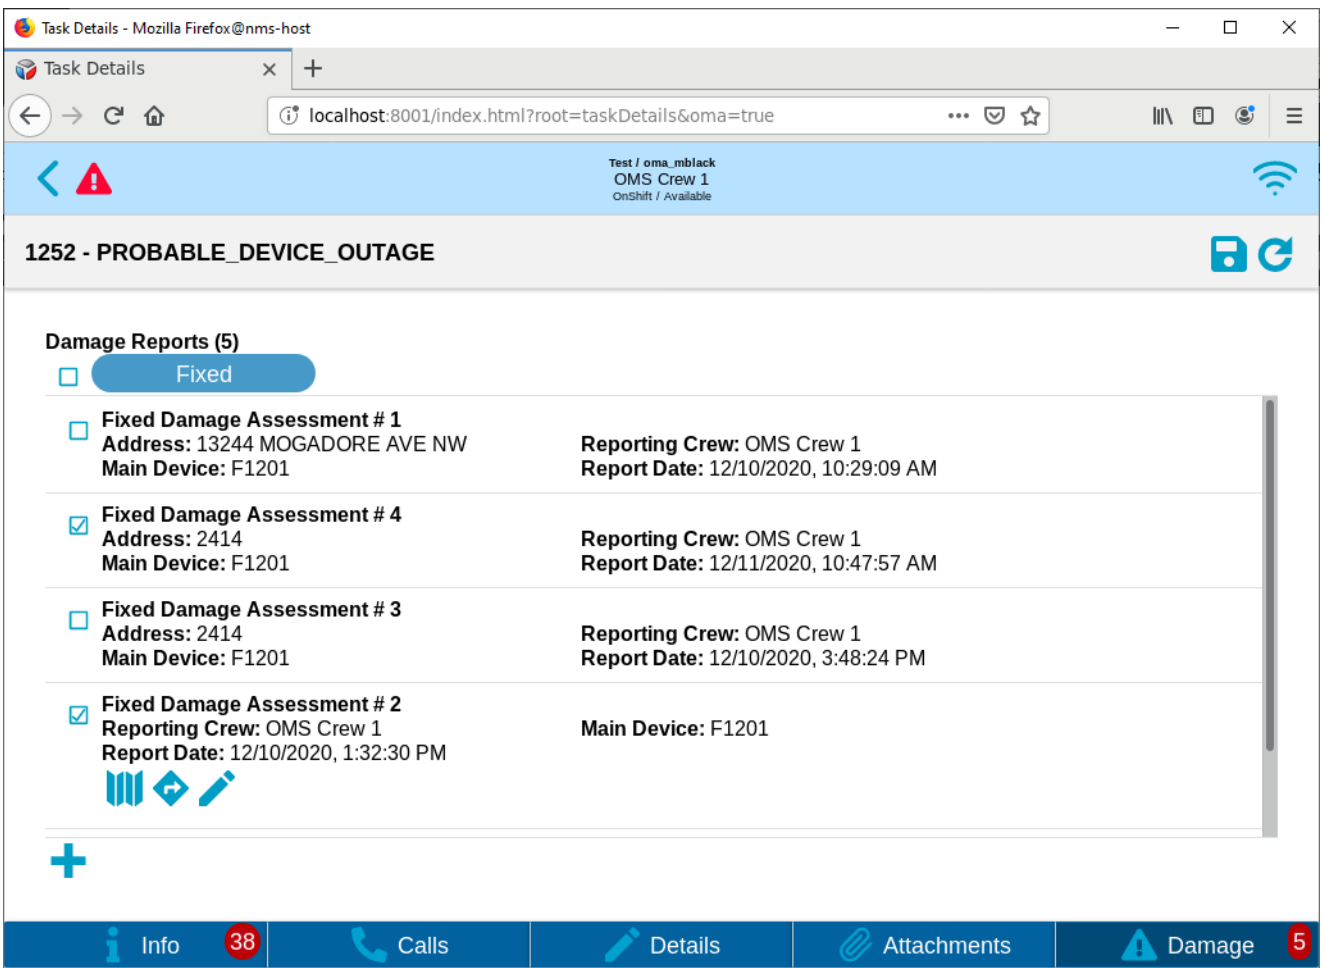 Task Details - Mozilla Firefox@nms-host
Task Details
localhost:8001/index.html?root=taskDetails&oma=true
Test / oma_mblack
OMS Crew 1
OnShift / Available
1252 - PROBABLE_DEVICE_OUTAGE
Damage Reports (5)
Fixed
Fixed Damage Assessment # 1
Address: 13244 MOGADORE AVE NW Reporting Crew: OMS Crew 1
Main Device: F1201 Report Date: 12/10/2020, 10:29:09 AM
Fixed Damage Assessment # 4
Address: 2414 Reporting Crew: OMS Crew 1
Main Device: F1201 Report Date: 12/11/2020, 10:47:57 AM
Fixed Damage Assessment # 3
Address: 2414 Reporting Crew: OMS Crew 1
Main Device: F1201 Report Date: 12/10/2020, 3:48:24 PM
Fixed Damage Assessment # 2
Reporting Crew: OMS Crew 1 Main Device: F1201
Report Date: 12/10/2020, 1:32:30 PM
Info 38 Calls Details Attachments Damage 5